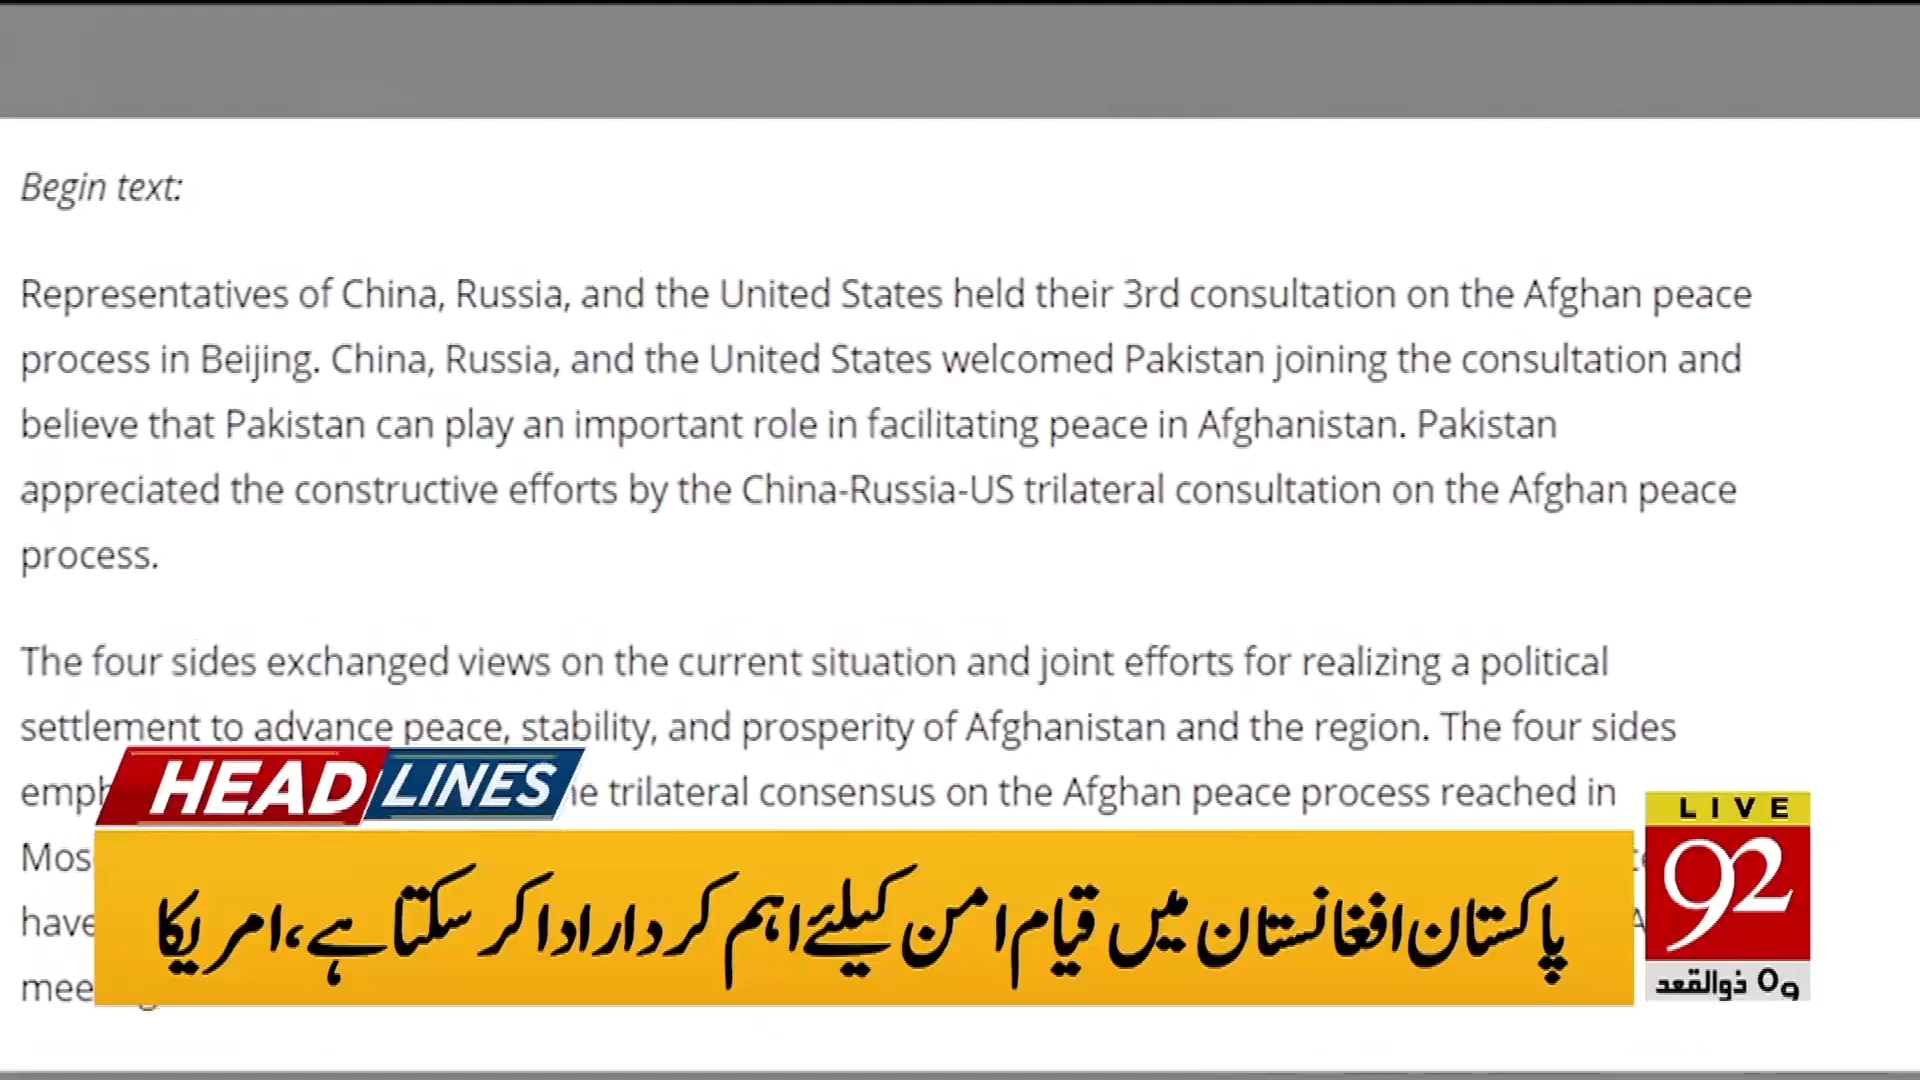 Begin text:
Representatives of China, Russia, and the United States held their 3rd consultation on the Afghan peace
process in Beijing. China, Russia, and the United States welcomed Pakistan joining the consultation and
believe that Pakistan can play an important role in facilitating peace in Afghanistan. Pakistan
appreciated the constructive efforts by the China-Russia-US trilateral consultation on the Afghan peace
process.
The four sides exchanged views on the current situation and joint efforts for realizing a political
settlement to advance peace, stability, and prosperity of Afghanistan and the region. The four sides
trilateral consensus on the Afghan peace process reached in
have
HEADLINES
پاکستان افغانستان میں قیام امن کیلئے اہم کردار ادا کر سکتا ہے، امریکا
LIVE
92
09 ذوالقعد